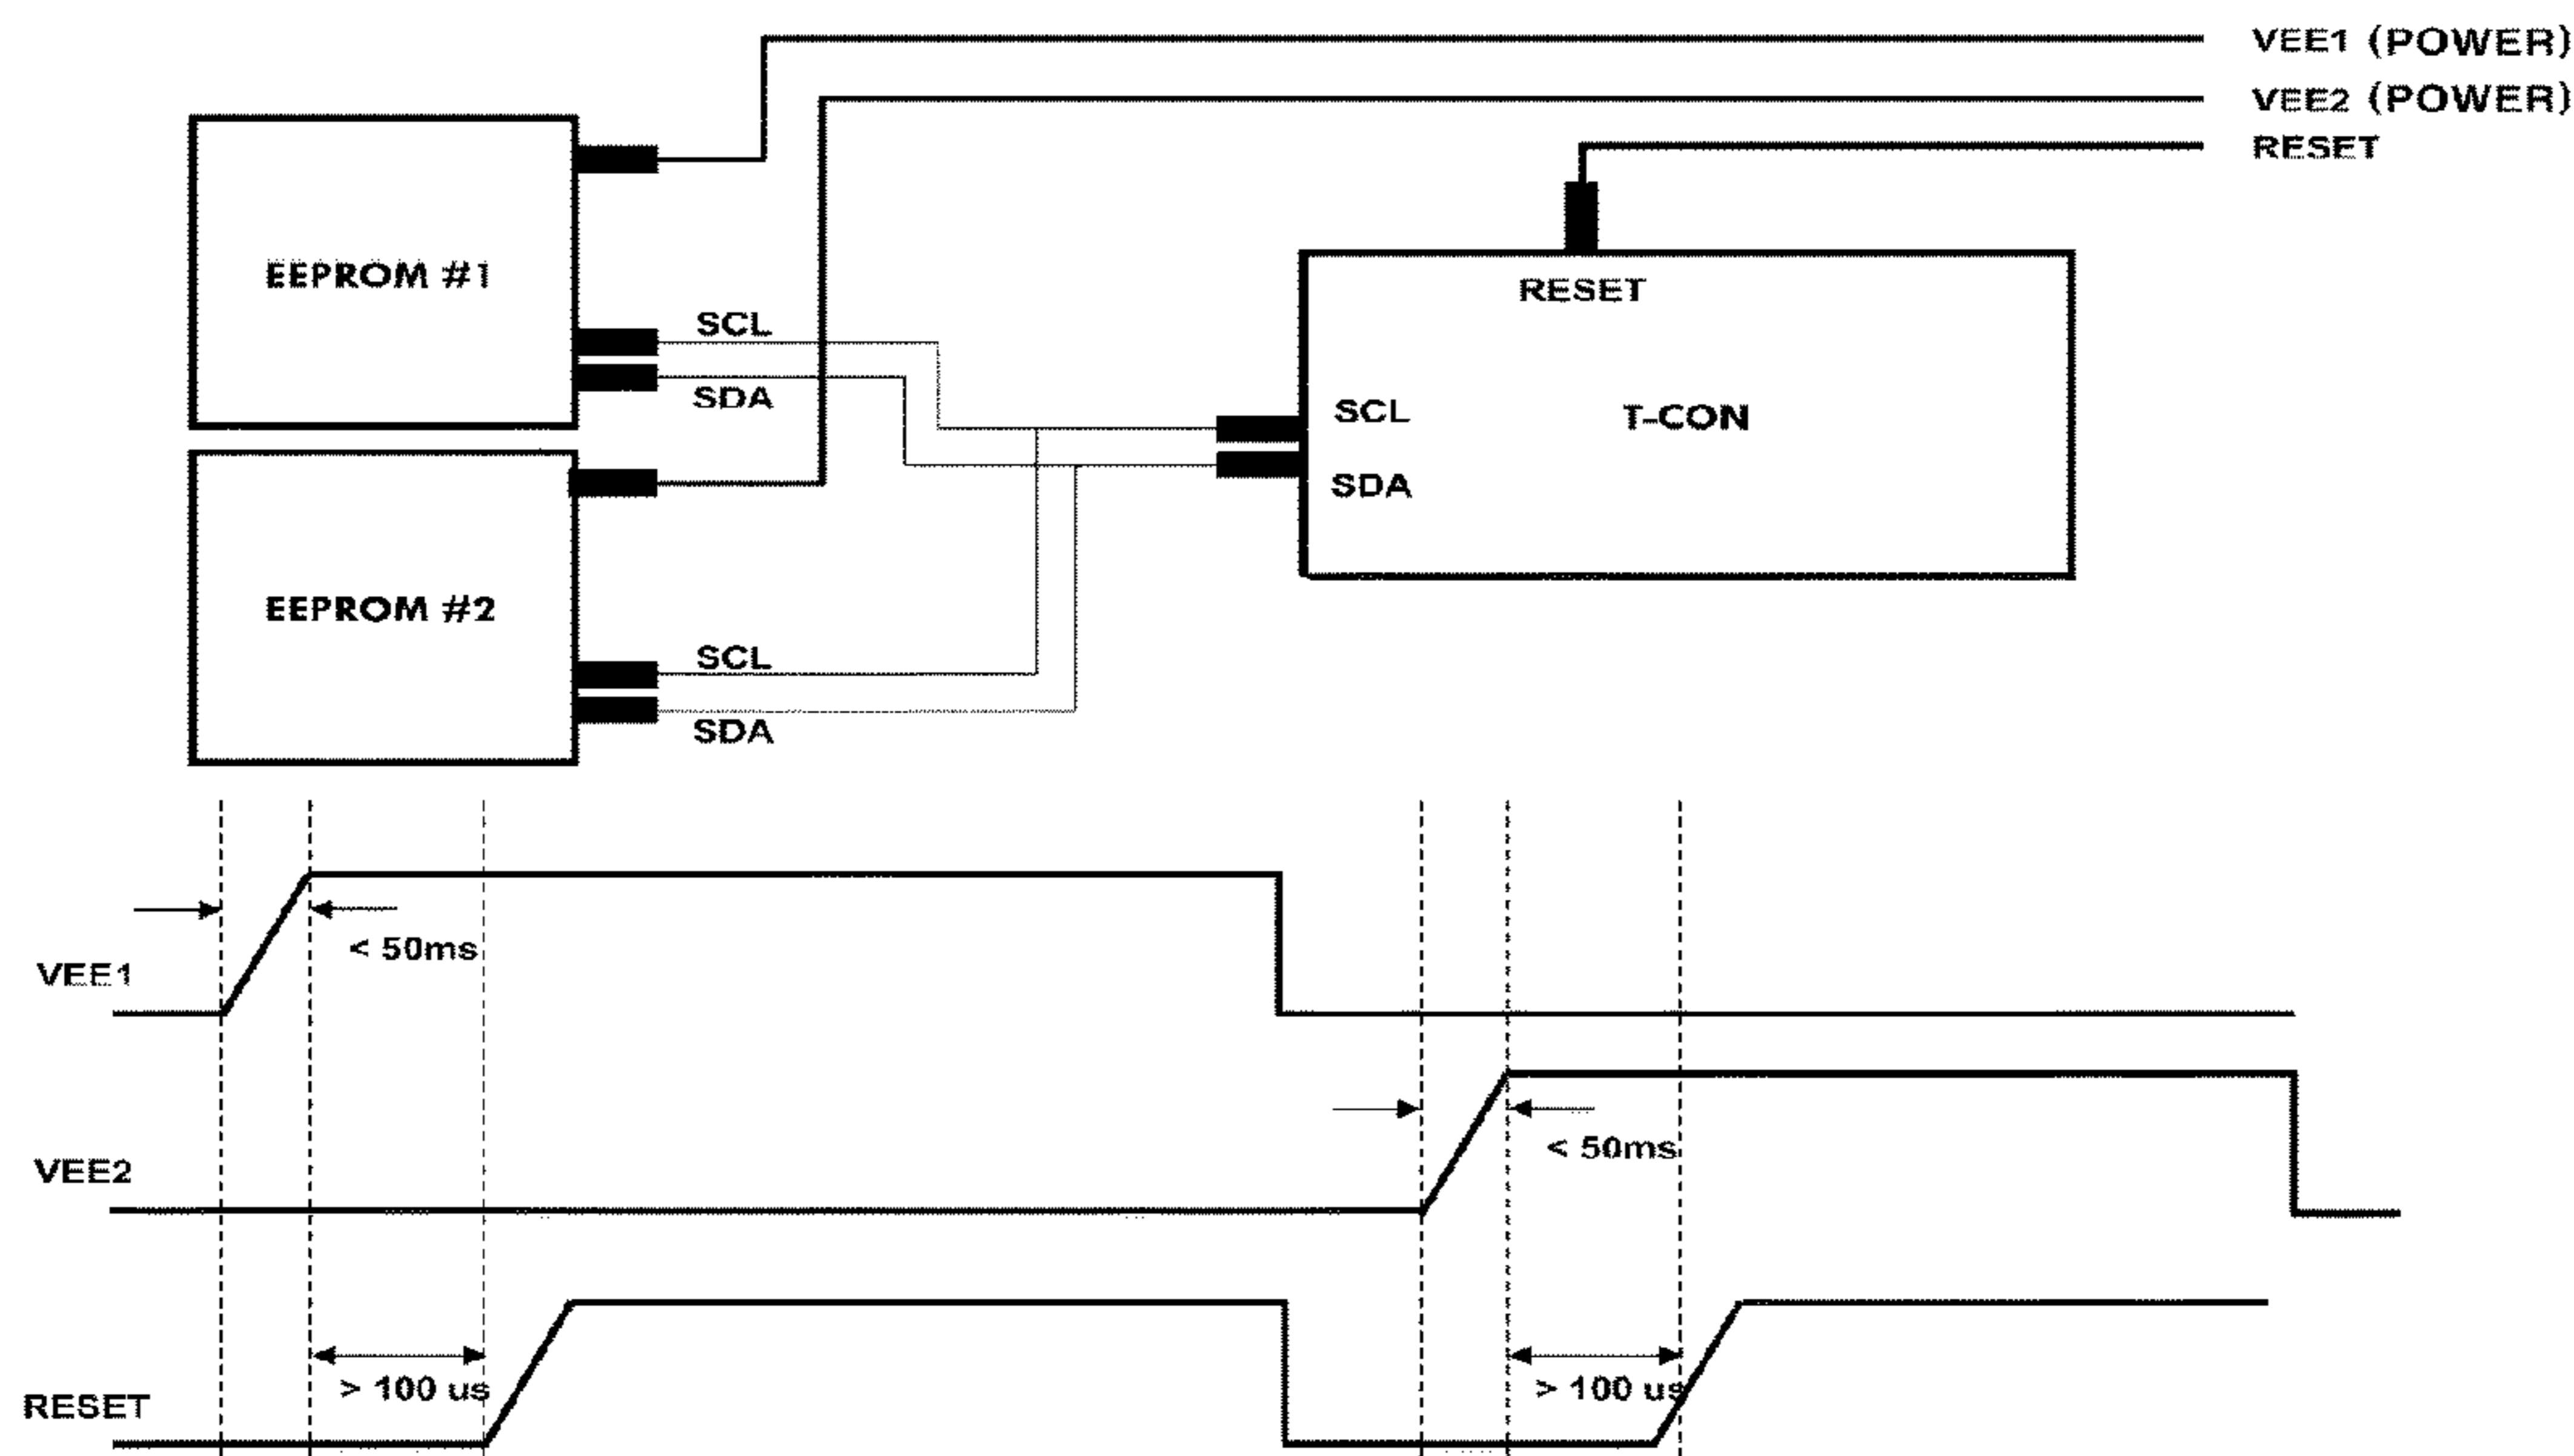 VEE1 (POWER)
VEE2 (POWER)
RESET
EEPROM #1
RESET
SCL
SDA
SCL
T-CON
SDA
EEPROM #2
SCL
SDA
< 50ms
VEE1
< 50ms
VEE2
> 100 us
> 100 us
RESET